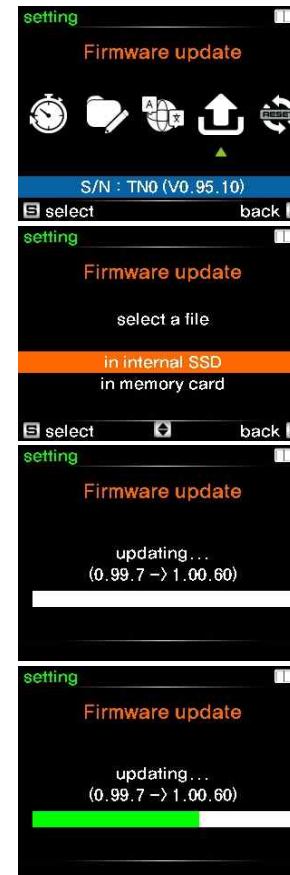 setting
Firmware update
A
文
RESET
S/N : TN0 (V0.95.10)
S select back
setting
Firmware update
select a file
in internal SSD
in memory card
S select back
setting
Firmware update
updating...
(0.99.7 -> 1.00.60)
setting
Firmware update
updating...
(0.99.7 -> 1.00.60)